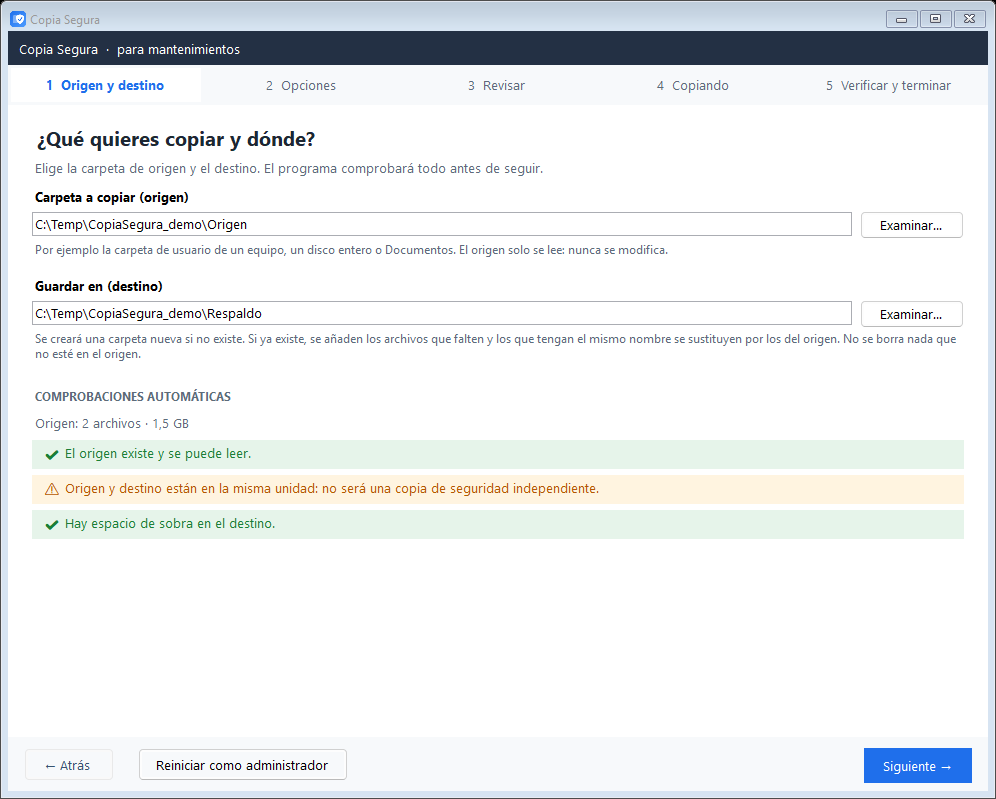 Copia Segura
Copia Segura · para mantenimientos
1 Origen y destino
2 Opciones
3 Revisar
4 Copiando
5 Verificar y terminar
¿Qué quieres copiar y dónde?
Elige la carpeta de origen y el destino. El programa comprobará todo antes de seguir.
Carpeta a copiar (origen)
C:\Temp\CopiaSegura_demo\Origen
Examinar...
Por ejemplo la carpeta de usuario de un equipo, un disco entero o Documentos. El origen solo se lee: nunca se modifica.
Guardar en (destino)
C:\Temp\CopiaSegura_demo\Respaldo
Examinar...
Se creará una carpeta nueva si no existe. Si ya existe, se añaden los archivos que falten y los que tengan el mismo nombre se sustituyen por los del origen. No se borra nada que
no esté en el origen.
COMPROBACIONES AUTOMÁTICAS
Origen: 2 archivos · 1,5 GB
✔ El origen existe y se puede leer.
⚠ Origen y destino están en la misma unidad: no será una copia de seguridad independiente.
✔ Hay espacio de sobra en el destino.
← Atrás
Reiniciar como administrador
Siguiente →